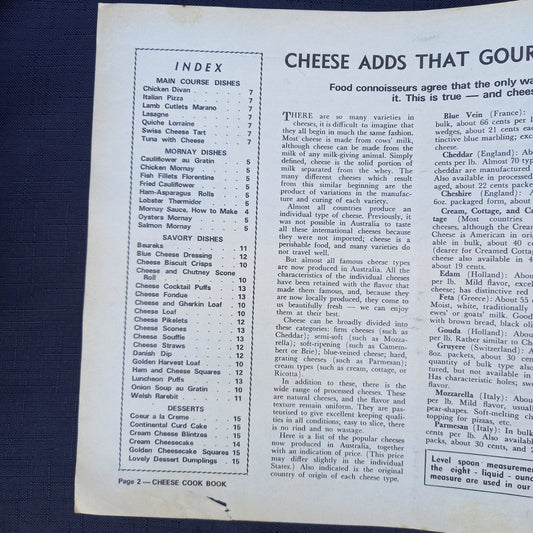 INDEX
MAIN COURSE DISHES
Chicken Divan . . . . . 7
Italian Pizza . . . . . 7
Lamb Cutlets Marano . . 7
Lasagne . . . . . 7
Quiche Lorraine . . . . 7
Swiss Cheese Tart . . . 7
Tuna with Cheese . . . 7
MORNAY DISHES
Cauliflower au Gratin . . 5
Chicken Mornay . . . . 5
Fish Fillets Florentine . . 5
Fried Cauliflower . . . 5
Ham-Asparagus Rolls . . 5
Lobster Thermidor . . . 5
Mornay Sauce, How to Make 4
Oysters Mornay . . . . 5
Salmon Mornay . . . . 5
SAVORY DISHES
Beureks . . . . . 11
Blue Cheese Dressing . . 12
Cheese Biscuit Crisps . . 10
Cheese and Chutney Scone
Roll . . . . . 10
Cheese Cocktail Puffs . . 13
Cheese Fondue . . . . 13
Cheese and Gherkin Loaf . 10
Cheese Loaf . . . . 10
Cheese Pikelets . . . 12
Cheese Scones . . . . 13
Cheese Souffle . . . . 13
Cheese Straws . . . . 12
Danish Dip . . . . . 12
Golden Harvest Loaf . . 10
Ham and Cheese Squares . 12
Luncheon Puffs . . . . 13
Onion Soup au Gratin . . 10
Welsh Rarebit . . . . 11
DESSERTS
Coeur a la Creme . . . 15
Continental Curd Cake . . 15
Cream Cheese Blintzes . . 15
Cream Cheesecake . . . 14
Golden Cheesecake Squares 15
Lovely Dessert Dumplings . 15
Page 2 — CHEESE COOK BOOK
CHEESE ADDS THAT GOUR
Food connoisseurs agree that the only wa
it. This is true — and chees
THERE are so many varieties in
cheeses, it is difficult to imagine that
they all begin in much the same fashion.
Most cheese is made from cows' milk,
although cheese can be made from the
milk of any milk-giving animal. Simply
defined, cheese is the solid portion of
milk separated from the whey. The
many different cheeses which result
from this similar beginning are the
product of variations in the manufac-
ture and curing of each variety.
Almost all countries produce an
individual type of cheese. Previously, it
was not possible in Australia to taste
all these international cheeses because
they were not imported; cheese is a
perishable food, and many varieties do
not travel well.
But almost all famous cheese types
are now produced in Australia. All the
characteristics of the individual cheeses
have been retained with the flavor that
made them famous, and, because they
are now locally produced, they come to
us beautifully fresh — we can enjoy
them at their best.
Cheese can be broadly divided into
these categories: firm cheeses (such as
Cheddar); semi-soft (such as Mozza-
rella); soft-ripening (such as Camem-
bert or Brie); blue-veined cheese; hard,
grating cheeses (such as Parmesan);
cream types (such as cream, cottage, or
Ricotta).
In addition to these, there is the
wide range of processed cheeses. These
are natural cheeses, and the flavor and
texture remain uniform. They are pas-
teurised to give excellent keeping quali-
ties in all conditions; easy to slice, there
is no rind and no wastage.
Here is a list of the popular cheeses
now produced in Australia, together
with an indication of price. (This price
may differ slightly in the individual
States.) Also indicated is the original
country of origin of each cheese type.
Blue Vein (France):
bulk, about 66 cents per l
wedges, about 21 cents eac
tinctive blue marbling; exc
cheese.
Cheddar (England):
cents per lb. Almost 70 typ
cheddar are manufactured
Also available in processed
aged, about 22 cents packe
Cheshire (England): A
6oz. packaged form, about
Cream, Cottage, and Ca
tage (Most countries
cheeses, although the Cream
Cheese is American in orig
able in bulk, about 40 c
(dearer for Creamed Cottag
cheese also available in 4
about 19 cents.
Edam (Holland): Abou
per lb. Mild flavor, excel
cheese; has distinctive red
Feta (Greece): About 55 c
Moist, white, traditionally
ewes' or goats' milk. Good
with brown bread, black oliv
Gouda (Holland): About
per lb. Rather similar to Ch
Gruyere (Switzerland): A
8oz. packets, about 30 cent
quantity of bulk type also
tured, but not available in
Has characteristic holes; swe
flavor.
Mozzarella (Italy): Abou
per lb. Mild flavor, usuall
pear-shapes. Soft-melting ch
topping for pizzas, etc.
Parmesan (Italy): In bulk
cents per lb. Also available
packs, about 30 cents, and
Level spoon measurement
the eight - liquid - ounc
measure are used in our